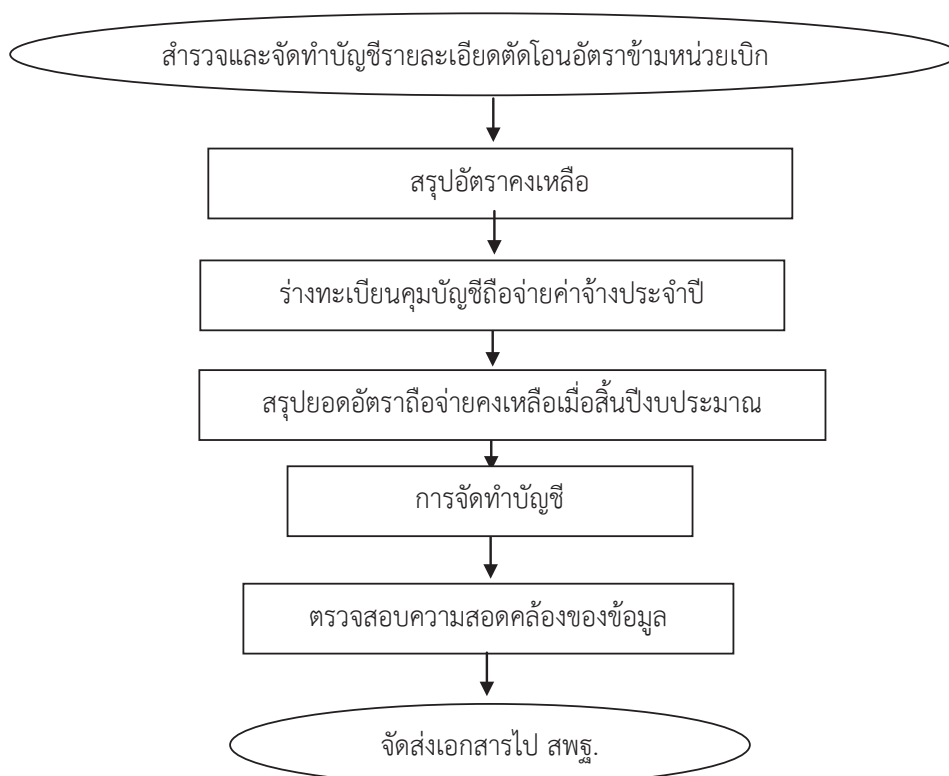 สำรวจและจัดทำบัญชีรายละเอียดตัดโอนอัตราข้ามหน่วยเบิก
สรุปอัตราคงเหลือ
ร่างทะเบียนคุมบัญชีถือจ่ายค่าจ้างประจำปี
สรุปยอดอัตราถือจ่ายคงเหลือเมื่อสิ้นปีงบประมาณ
การจัดทำบัญชี
ตรวจสอบความสอดคล้องของข้อมูล
จัดส่งเอกสารไป สพฐ.